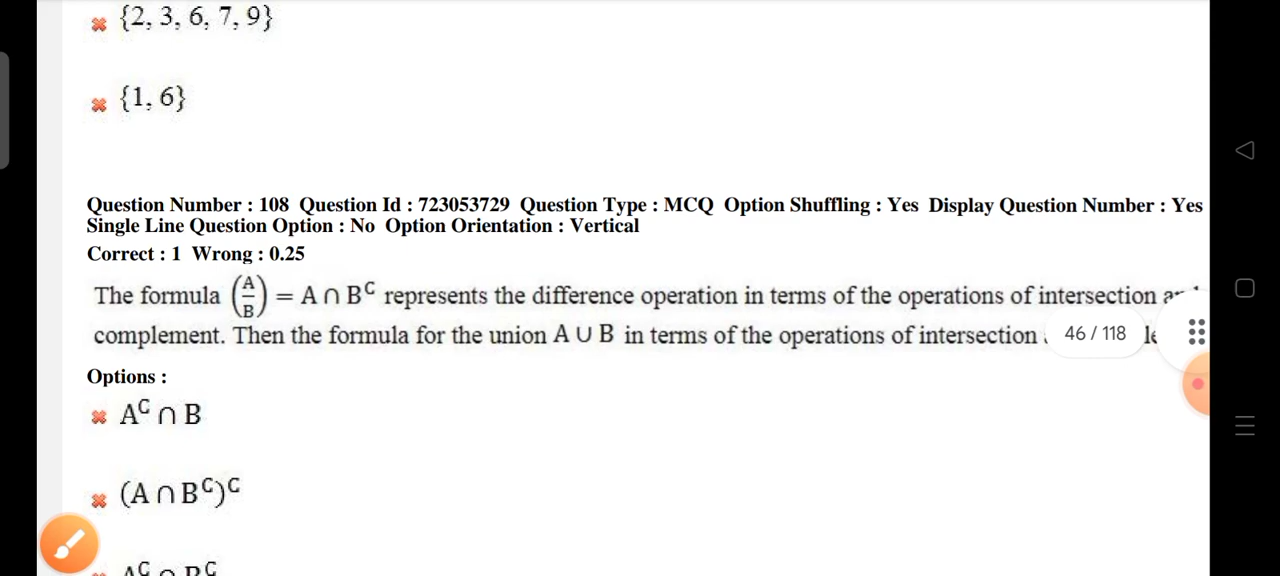 {2, 3, 6, 7, 9}
{1, 6}
Question Number : 108 Question Id : 723053729 Question Type : MCQ Option Shuffling : Yes Display Question Number : Yes
Single Line Question Option : No Option Orientation : Vertical
Correct : 1 Wrong : 0.25
The formula (A/B) = A ∩ Bᶜ represents the difference operation in terms of the operations of intersection
complement. Then the formula for the union A ∪ B in terms of the operations of intersection
46 / 118
Options :
Aᶜ ∩ B
(A ∩ Bᶜ)ᶜ